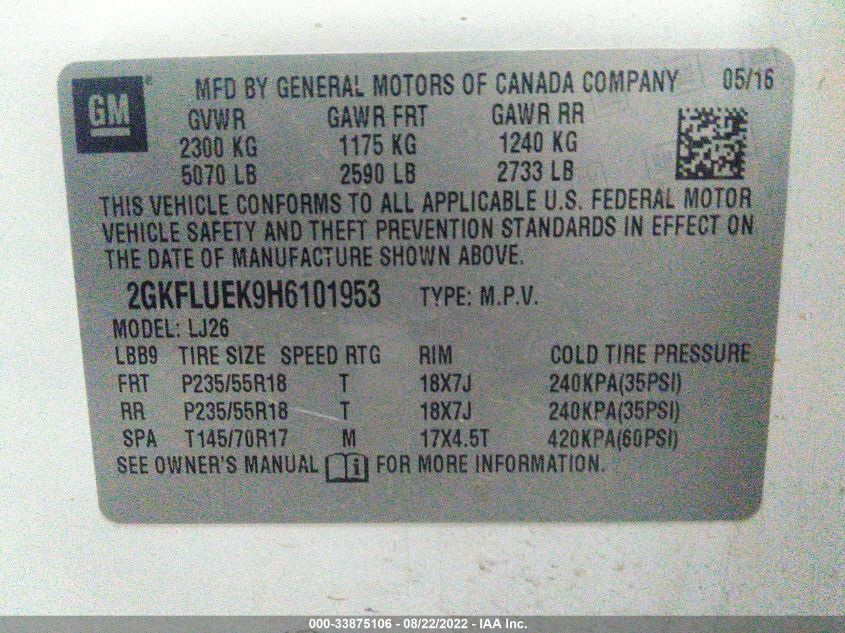 GM ® MFD BY GENERAL MOTORS OF CANADA COMPANY 05/16
GVWR GAWR FRT GAWR RR
2300 KG 1175 KG 1240 KG
5070 LB 2590 LB 2733 LB
THIS VEHICLE CONFORMS TO ALL APPLICABLE U.S. FEDERAL MOTOR
VEHICLE SAFETY AND THEFT PREVENTION STANDARDS IN EFFECT ON
THE DATE OF MANUFACTURE SHOWN ABOVE.
2GKFLUEK9H6101953 TYPE: M.P.V.
MODEL: LJ26
LBB9 TIRE SIZE SPEED RTG RIM COLD TIRE PRESSURE
FRT P235/55R18 T 18X7J 240KPA(35PSI)
RR P235/55R18 T 18X7J 240KPA(35PSI)
SPA T145/70R17 M 17X4.5T 420KPA(60PSI)
SEE OWNER'S MANUAL i FOR MORE INFORMATION.
000-33875106 - 08/22/2022 - IAA Inc.